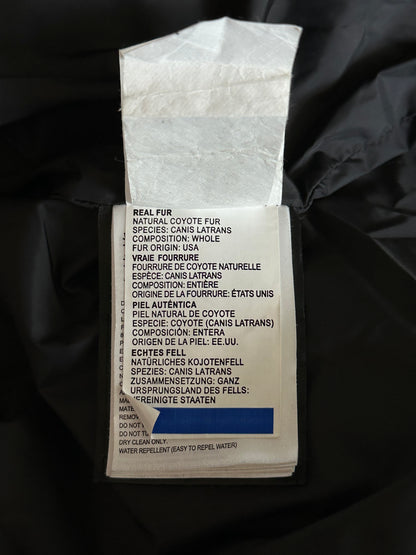 REAL FUR
NATURAL COYOTE FUR
SPECIES: CANIS LATRANS
COMPOSITION: WHOLE
FUR ORIGIN: USA
VRAIE FOURRURE
FOURRURE DE COYOTE NATURELLE
ESPÈCE: CANIS LATRANS
COMPOSITION: ENTIÈRE
ORIGINE DE LA FOURRURE: ÉTATS UNIS
PIEL AUTÉNTICA
PIEL NATURAL DE COYOTE
ESPECIE: COYOTE (CANIS LATRANS)
COMPOSICIÓN: ENTERA
ORIGEN DE LA PIEL: EE.UU.
ECHTES FELL
NATÜRLICHES KOJOTENFELL
SPEZIES: CANIS LATRANS
ZUSAMMENSETZUNG: GANZ
URSPRUNGSLAND DES FELLS:
VEREINIGTE STAATEN
MATE
REMOV
DO NOT
DO NOT
DRY CLEAN ONLY.
WATER REPELLENT (EASY TO REPEL WATER)